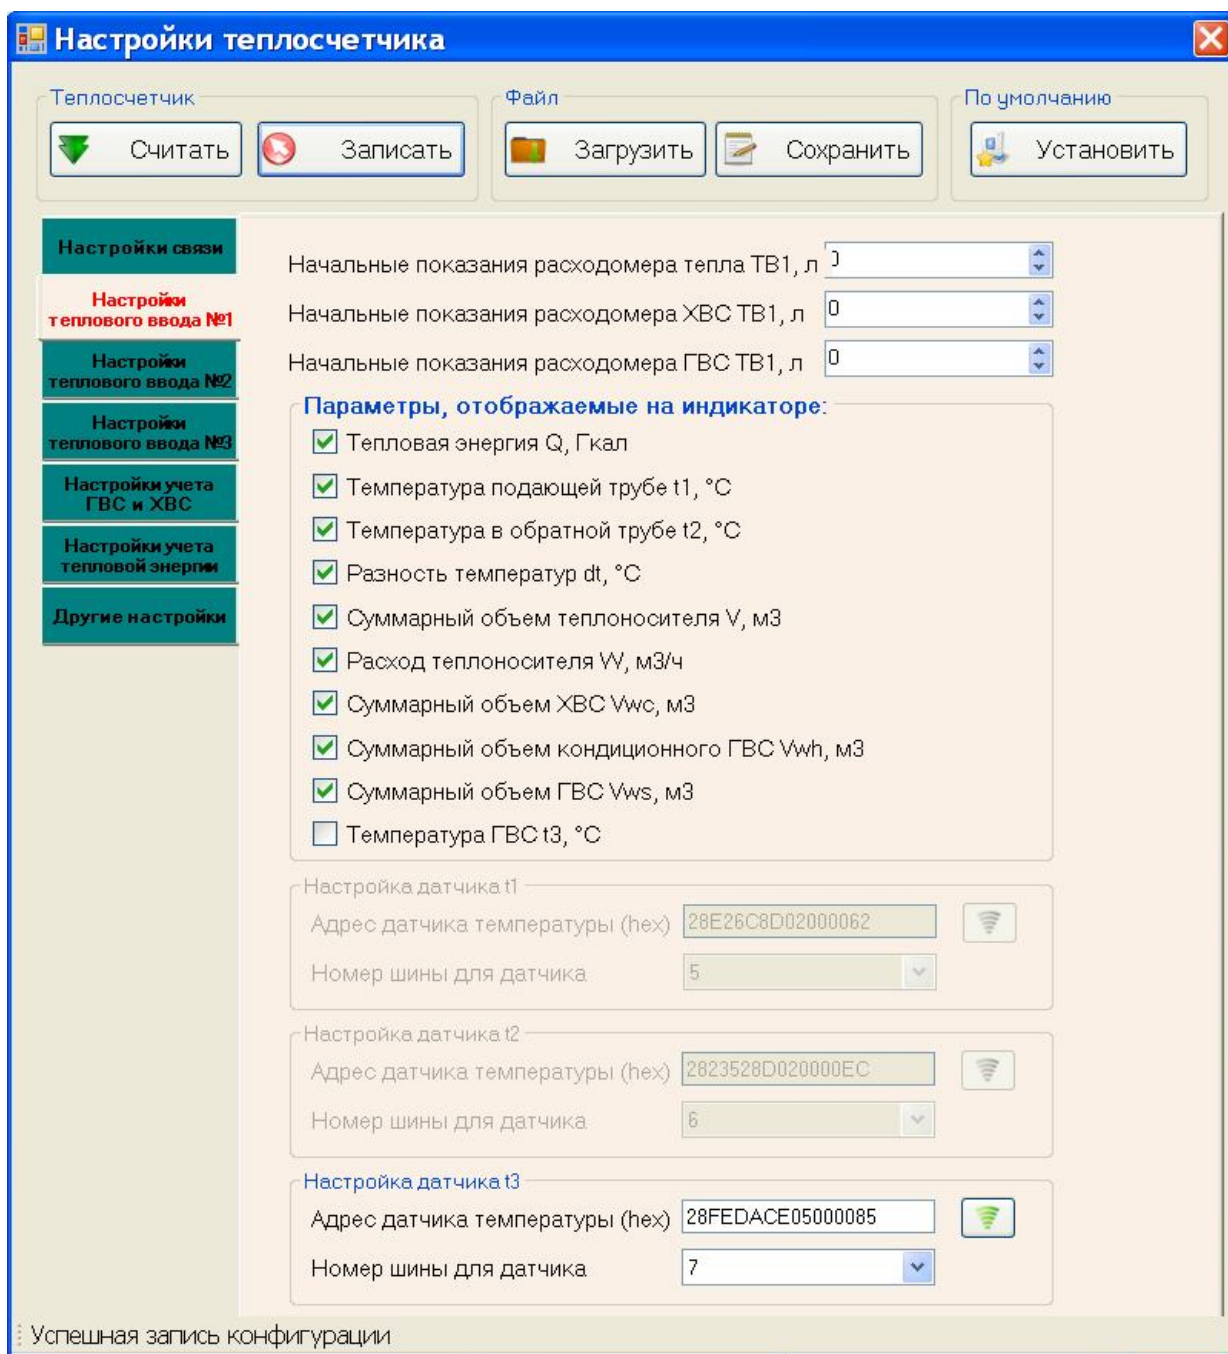 Настройки теплосчетчика
Теплосчетчик
Файл
По умолчанию
Считать
Записать
Загрузить
Сохранить
Установить
Настройки связи
Настройки
теплового ввода №1
Настройки
теплового ввода №2
Настройки
теплового ввода №3
Настройки учета
ГВС и ХВС
Настройки учета
тепловой энергии
Другие настройки
Начальные показания расходомера тепла ТВ1, л 0
Начальные показания расходомера ХВС ТВ1, л 0
Начальные показания расходомера ГВС ТВ1, л 0
Параметры, отображаемые на индикаторе:
Тепловая энергия Q, Гкал
Температура подающей трубе t1, °C
Температура в обратной трубе t2, °C
Разность температур dt, °C
Суммарный объем теплоносителя V, м3
Расход теплоносителя W, м3/ч
Суммарный объем ХВС Vwc, м3
Суммарный объем кондиционного ГВС Vwh, м3
Суммарный объем ГВС Vws, м3
Температура ГВС t3, °C
Настройка датчика t1
Адрес датчика температуры (hex) 28E26C8D02000062
Номер шины для датчика 5
Настройка датчика t2
Адрес датчика температуры (hex) 2823528D020000EC
Номер шины для датчика 6
Настройка датчика t3
Адрес датчика температуры (hex) 28FEDACE05000085
Номер шины для датчика 7
Успешная запись конфигурации